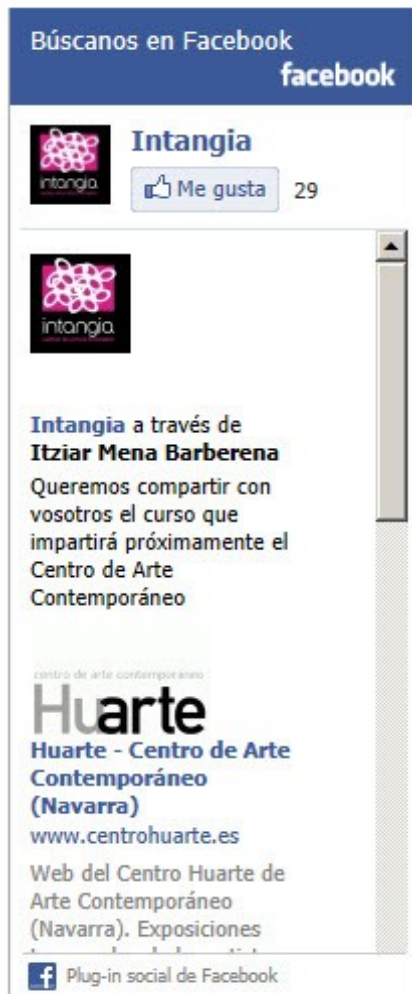 Búscanos en Facebook
facebook
intangia
Intangia
Me gusta 29
intangia
Intangia a través de
Itziar Mena Barberena
Queremos compartir con
vosotros el curso que
impartirá próximamente el
Centro de Arte
Contemporáneo
centro de arte contemporáneo
Huarte
Huarte - Centro de Arte
Contemporáneo
(Navarra)
www.centrohuarte.es
Web del Centro Huarte de
Arte Contemporáneo
(Navarra). Exposiciones
Plug-in social de Facebook